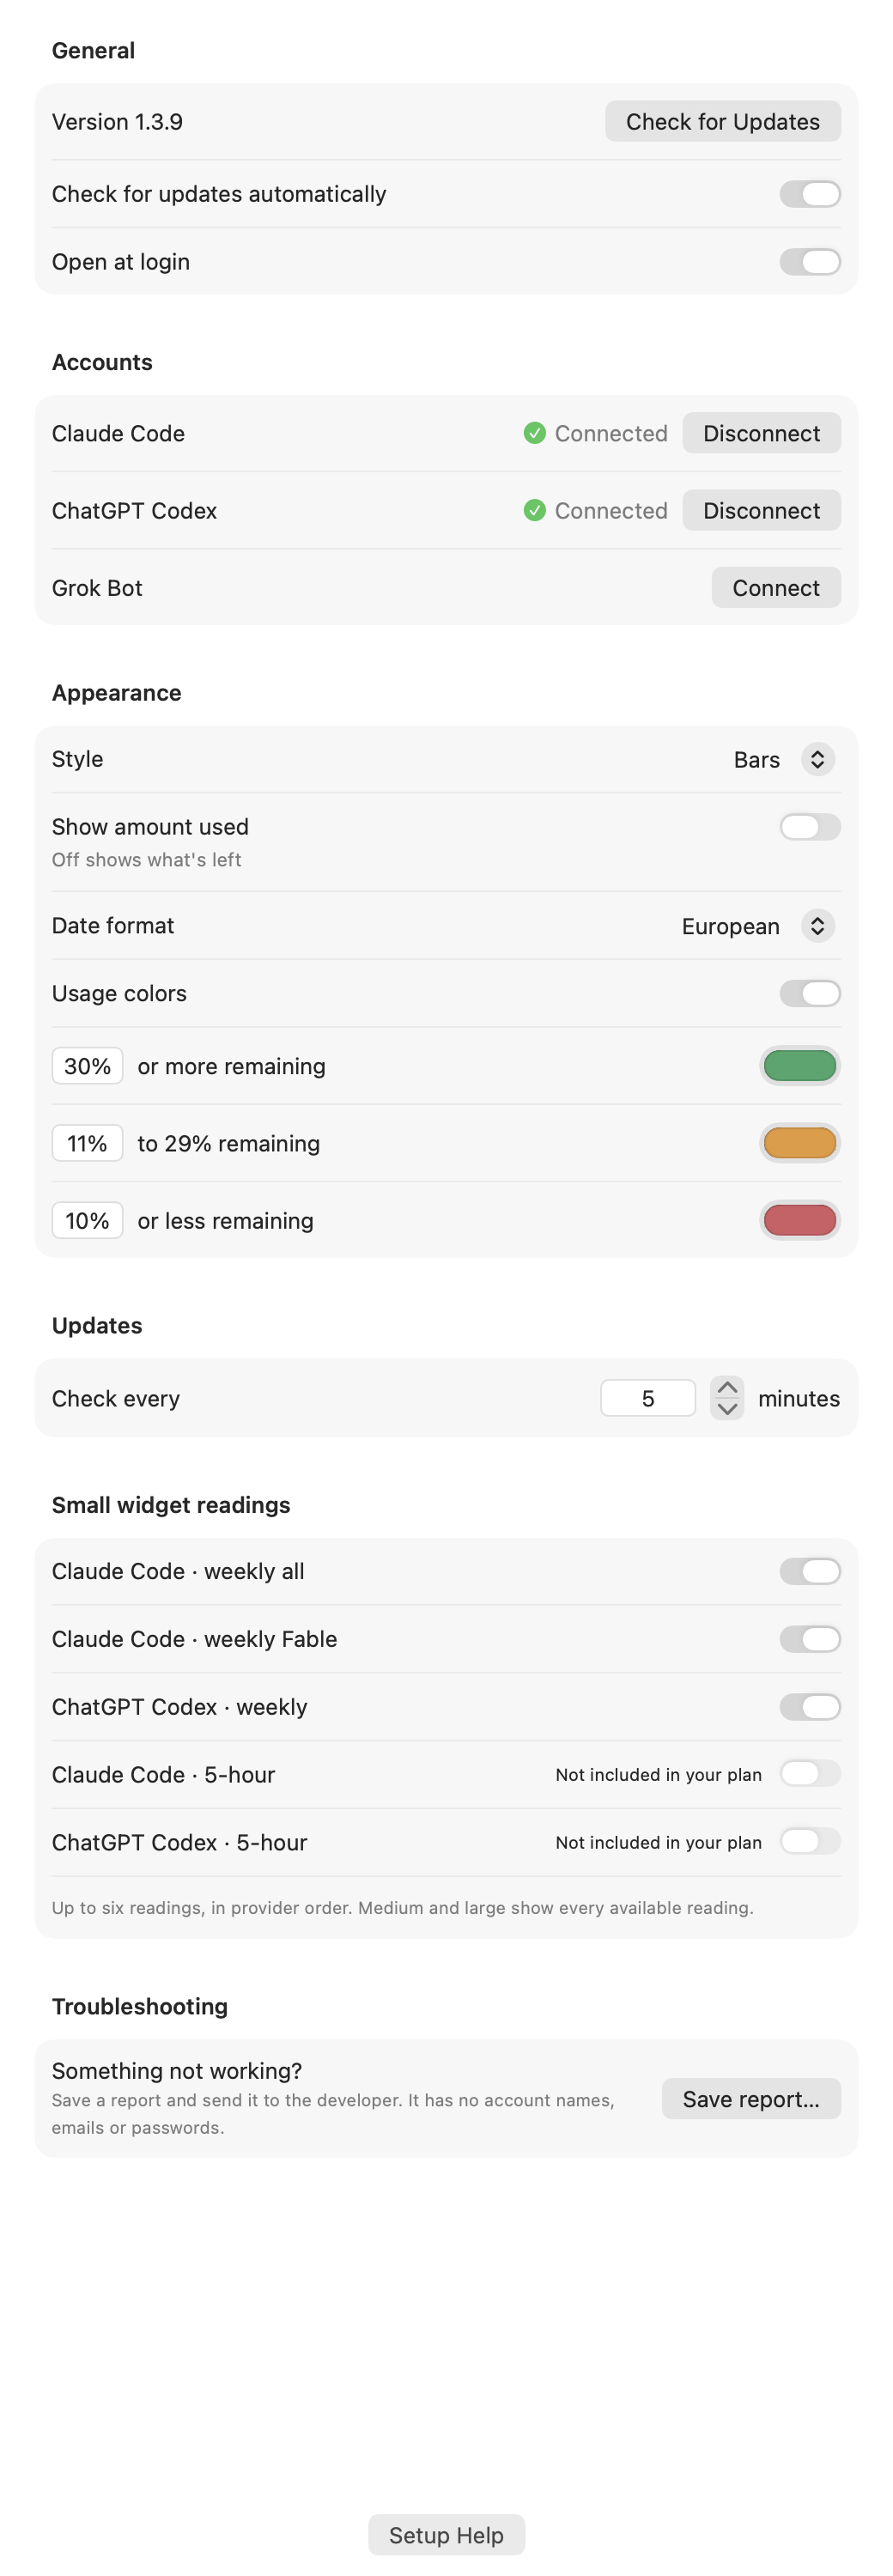 General
Version 1.3.9
Check for Updates
Check for updates automatically
Open at login
Accounts
Claude Code
Connected
Disconnect
ChatGPT Codex
Connected
Disconnect
Grok Bot
Connect
Appearance
Style
Bars
Show amount used
Off shows what's left
Date format
European
Usage colors
30% or more remaining
11% to 29% remaining
10% or less remaining
Updates
Check every
5
minutes
Small widget readings
Claude Code · weekly all
Claude Code · weekly Fable
ChatGPT Codex · weekly
Claude Code · 5-hour
Not included in your plan
ChatGPT Codex · 5-hour
Not included in your plan
Up to six readings, in provider order. Medium and large show every available reading.
Troubleshooting
Something not working?
Save a report and send it to the developer. It has no account names,
emails or passwords.
Save report...
Setup Help